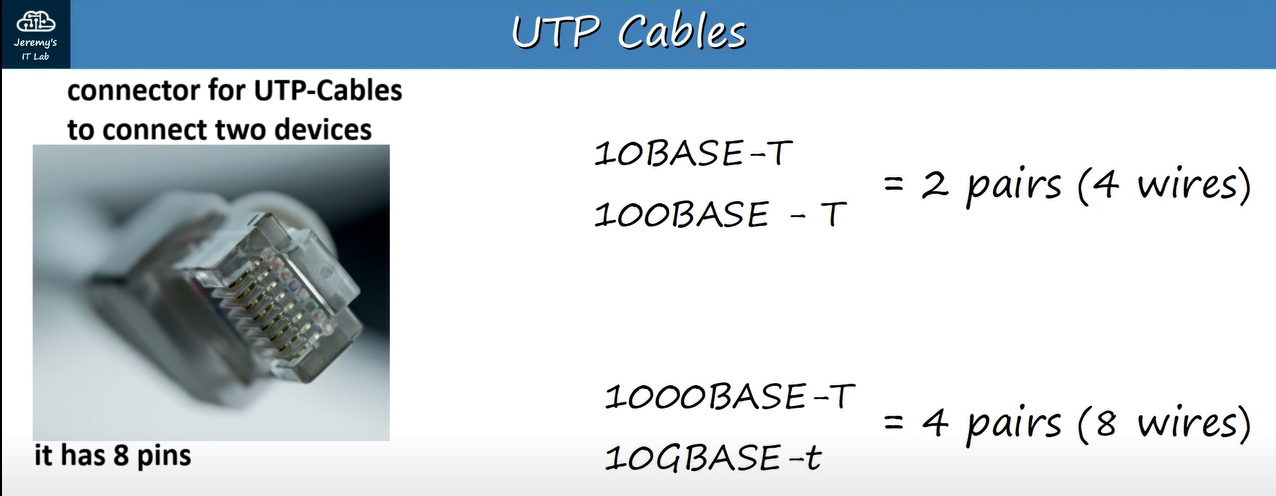 Jeremy's
IT Lab
UTP Cables
connector for UTP-Cables
to connect two devices
it has 8 pins
10BASE-T
100BASE - T
= 2 pairs (4 wires)
1000BASE-T
10GBASE-t
= 4 pairs (8 wires)